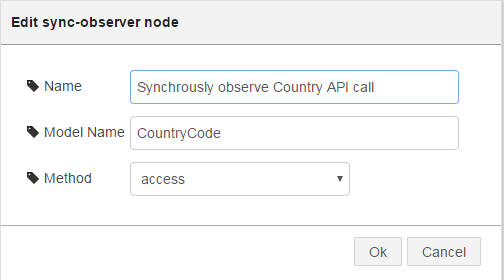 Edit sync-observer node
Name Synchrously observe Country API call
Model Name CountryCode
Method access
Ok Cancel